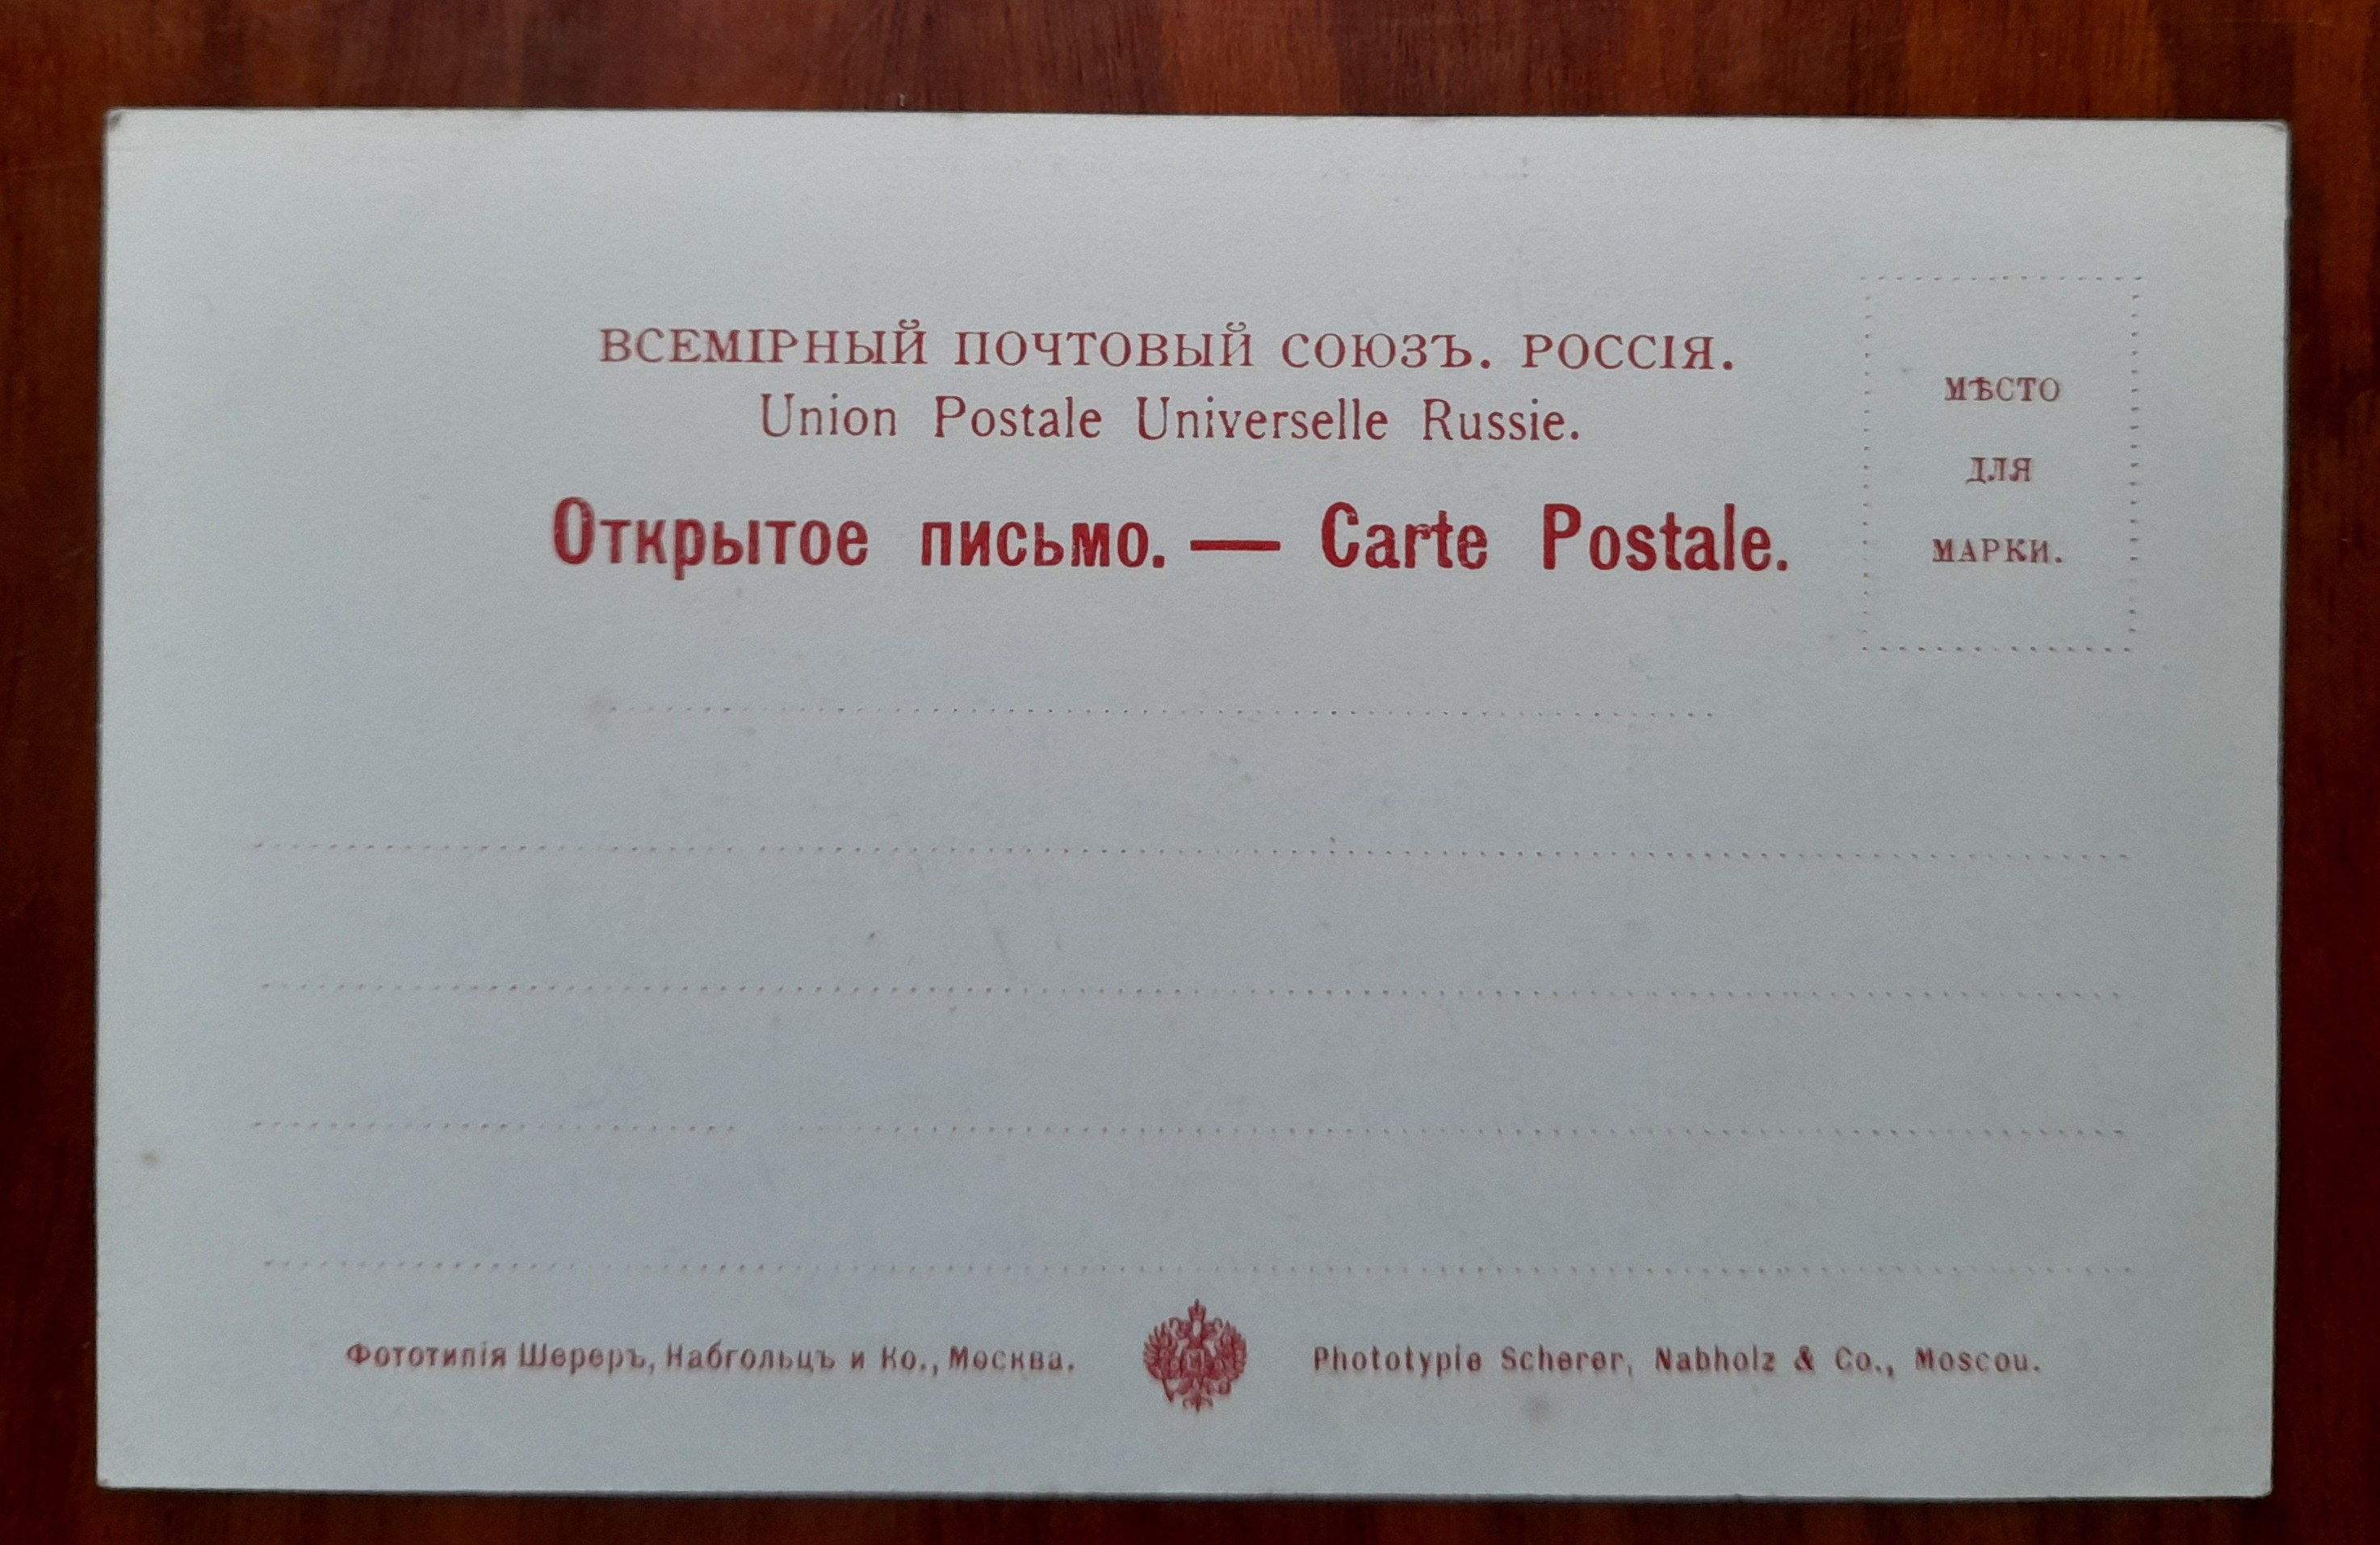 ВСЕМІРНЫЙ ПОЧТОВЫЙ СОЮЗЪ. РОССІЯ.
Union Postale Universelle Russie.
Открытое письмо. — Carte Postale.
МѢСТО
ДЛЯ
МАРКИ.
Фототипія Шереръ, Набгольцъ и Ко., Москва.
Phototypie Scherer, Nabholz & Co., Moscou.